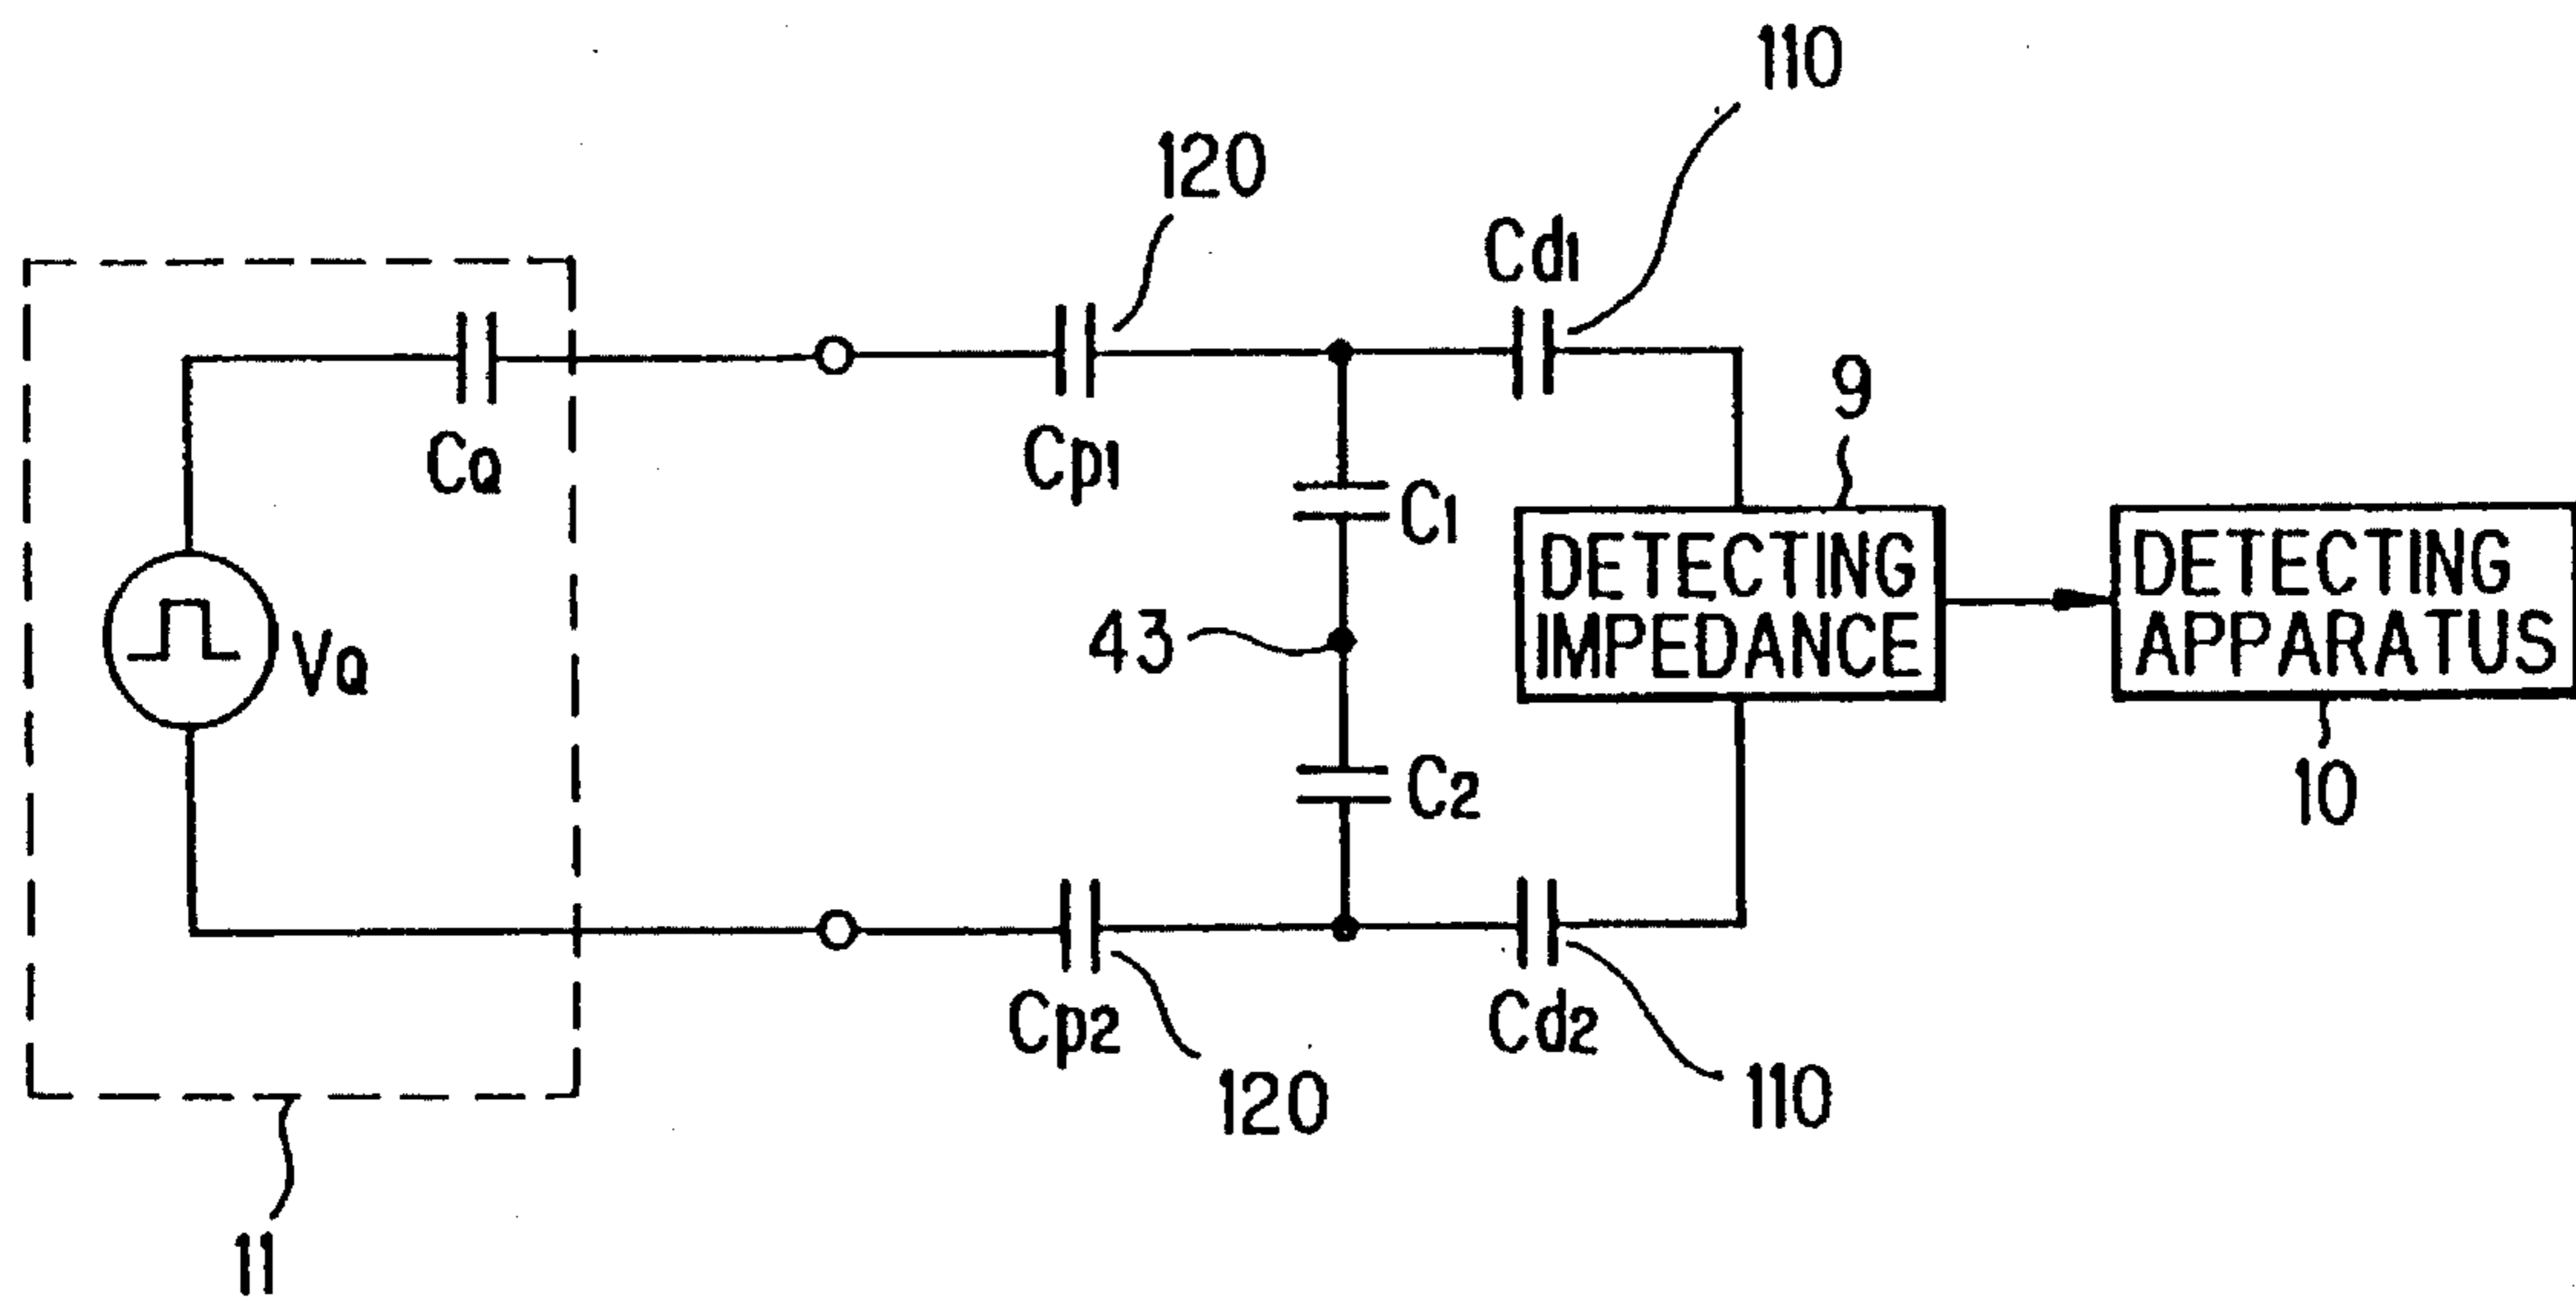 110
120
Cd1
9
CQ
Cp1
C1
DETECTING
IMPEDANCE
DETECTING
APPARATUS
43
VQ
C2
10
Cp2
Cd2
120
110
11